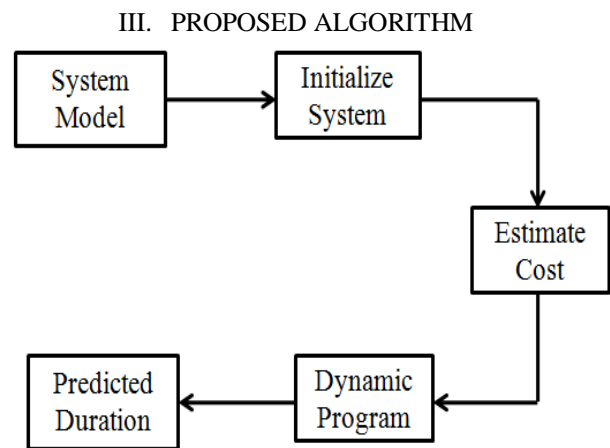 III. PROPOSED ALGORITHM
System
Model
Initialize
System
Estimate
Cost
Dynamic
Program
Predicted
Duration